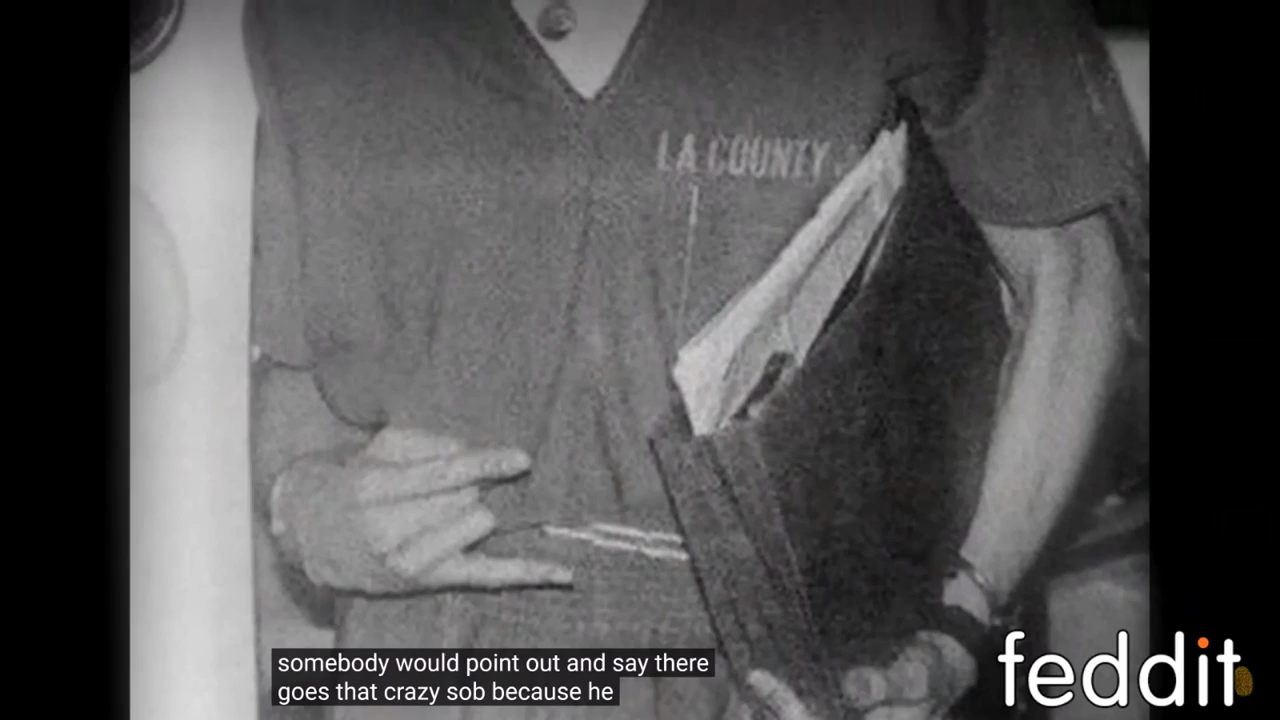 LA COUNTY
somebody would point out and say there
goes that crazy sob because he
feddit